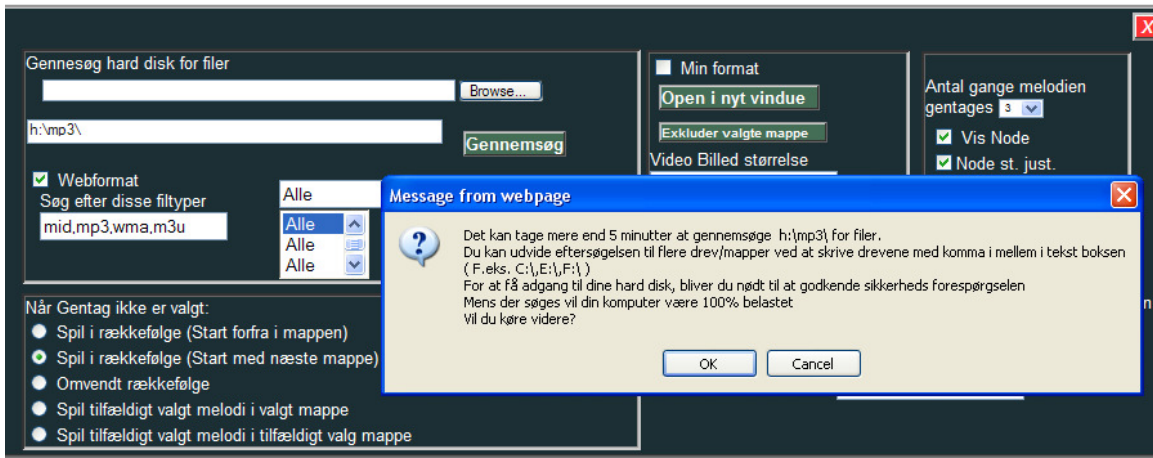 X
Gennesøg hard disk for filer
Browse...
h:\mp3\
Gennemsøg
Webformat
Søg efter disse filtyper
mid,mp3,wma,m3u
Alle
Alle
Alle
Alle
Min format
Open i nyt vindue
Exkluder valgte mappe
Video Billed størrelse
Antal gange melodien
gentages 3
Vis Node
Node st. just.
Message from webpage
Det kan tage mere end 5 minutter at gennemsøge h:\mp3\ for filer.
Du kan udvide eftersøgelsen til flere drev/mapper ved at skrive drevene med komma i mellem i tekst boksen
( F.eks. C:\,E:\,F:\ )
For at få adgang til dine hard disk, bliver du nødt til at godkende sikkerheds forespørgselen
Mens der søges vil din komputer være 100% belastet
Vil du køre videre?
OK
Cancel
Når Gentag ikke er valgt:
Spil i rækkefølge (Start forfra i mappen)
Spil i rækkefølge (Start med næste mappe)
Omvendt rækkefølge
Spil tilfældigt valgt melodi i valgt mappe
Spil tilfældigt valgt melodi i tilfældigt valg mappe
n